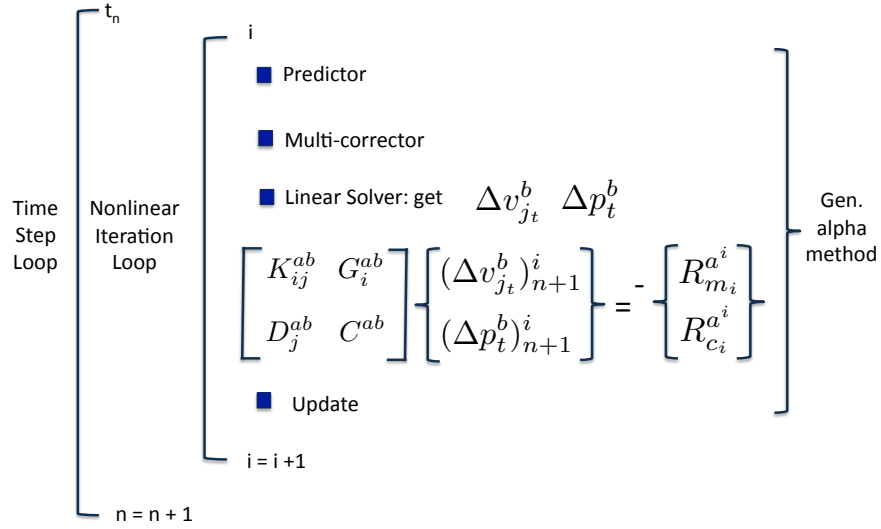 t_n
i
Predictor
Multi-corrector
Linear Solver: get Δv^b_{j_t} Δp^b_t
Time
Step
Loop
Nonlinear
Iteration
Loop
Gen.
alpha
method
K^{ab}_{ij} G^{ab}_i (Δv^b_{j_t})^i_{n+1} = - R^{a^i}_{m_i}
D^{ab}_j C^{ab} (Δp^b_t)^i_{n+1} R^{a^i}_{c_i}
Update
i = i +1
n = n + 1